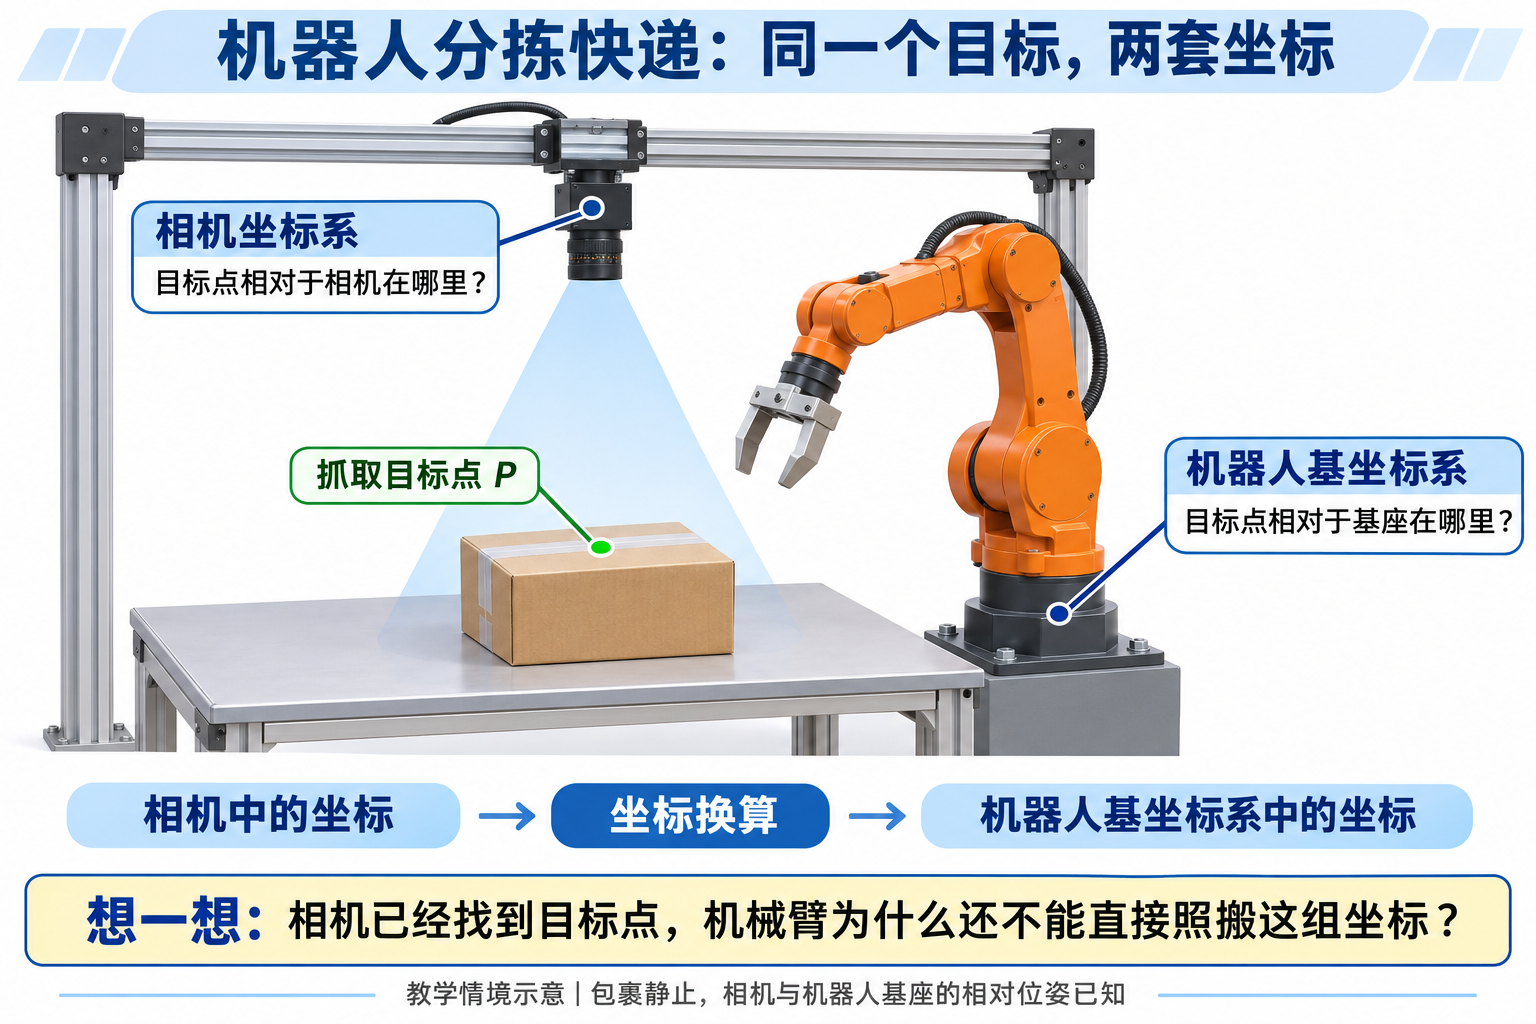 机器人分拣快递：同一个目标，两套坐标
相机坐标系
目标点相对于相机在哪里？
抓取目标点 P
机器人基坐标系
目标点相对于基座在哪里？
相机中的坐标
坐标换算
机器人基坐标系中的坐标
想一想：相机已经找到目标点，机械臂为什么还不能直接照搬这组坐标？
教学情境示意｜包裹静止，相机与机器人基座的相对位姿已知